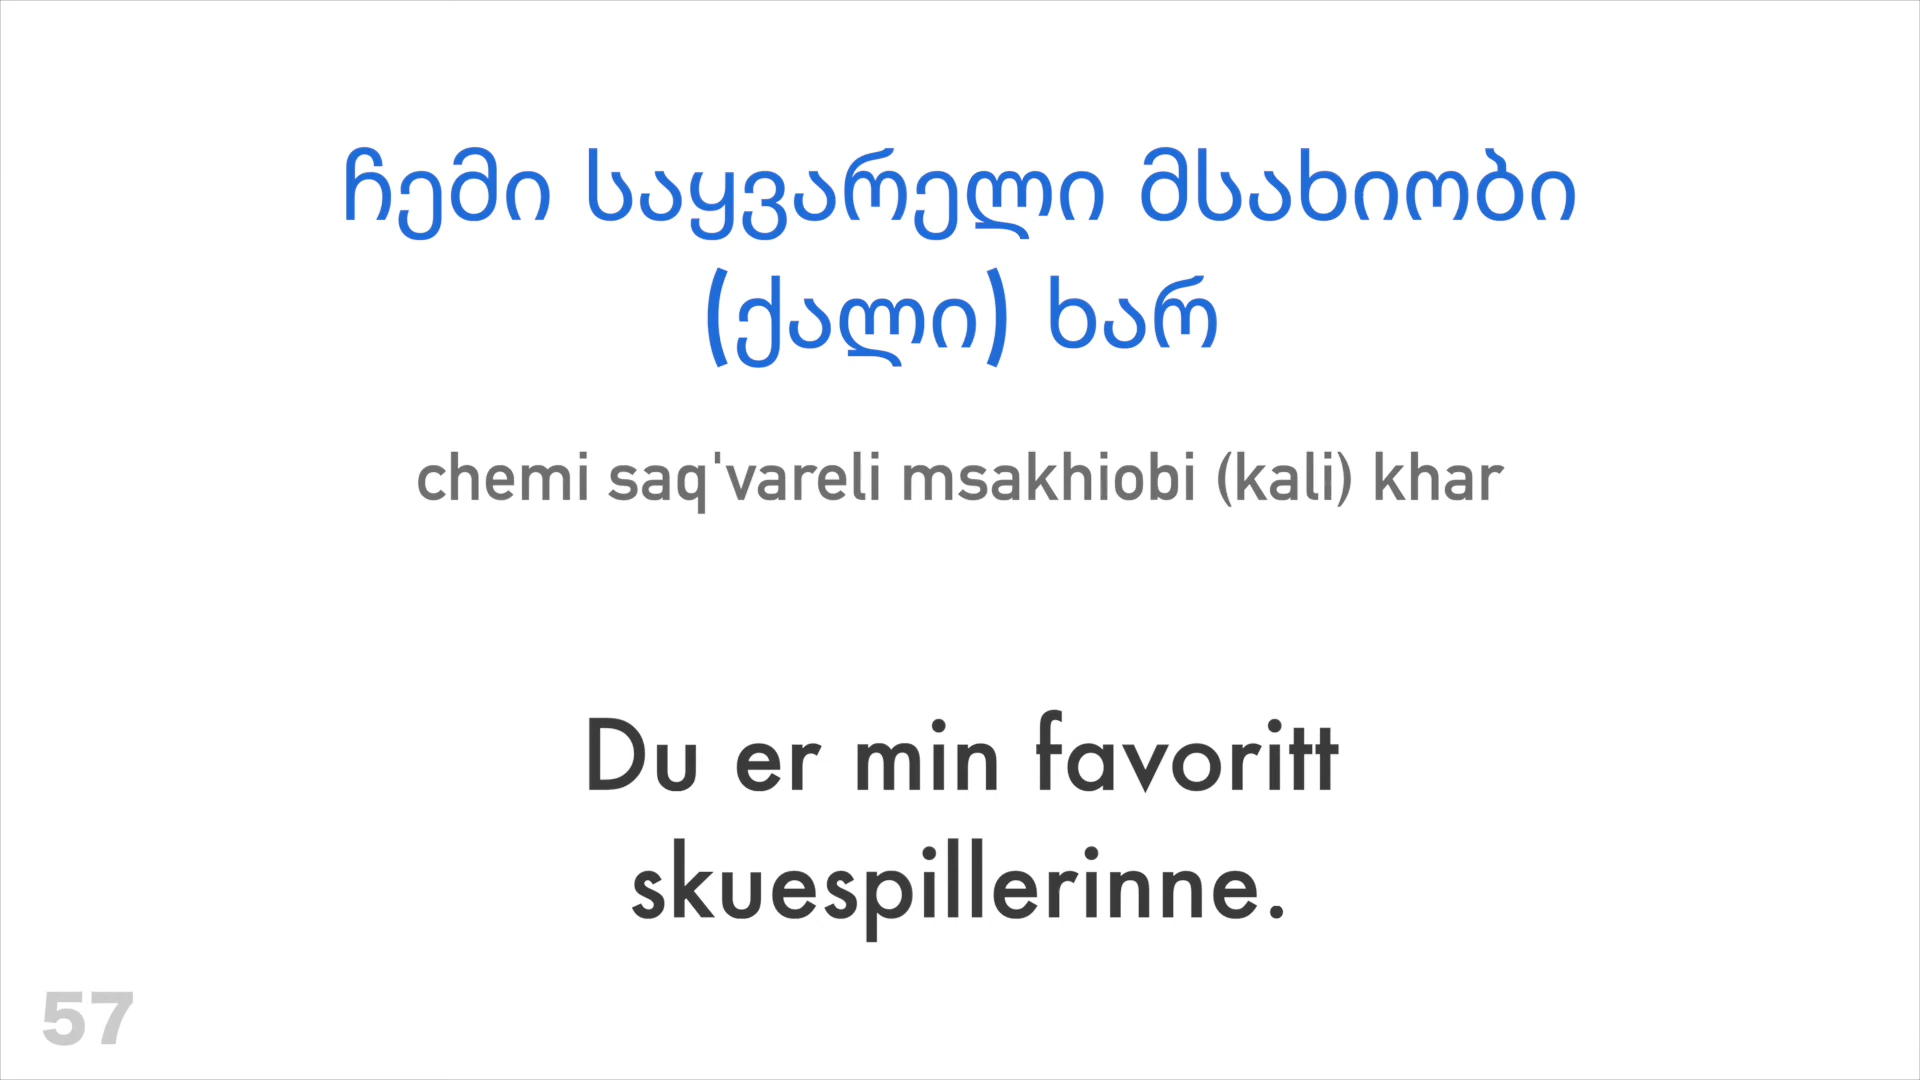 ჩემი საყვარელი მსახიობი
(ქალი) ხარ
chemi saq'vareli msakhiobi (kali) khar
Du er min favoritt
skuespillerinne.
57